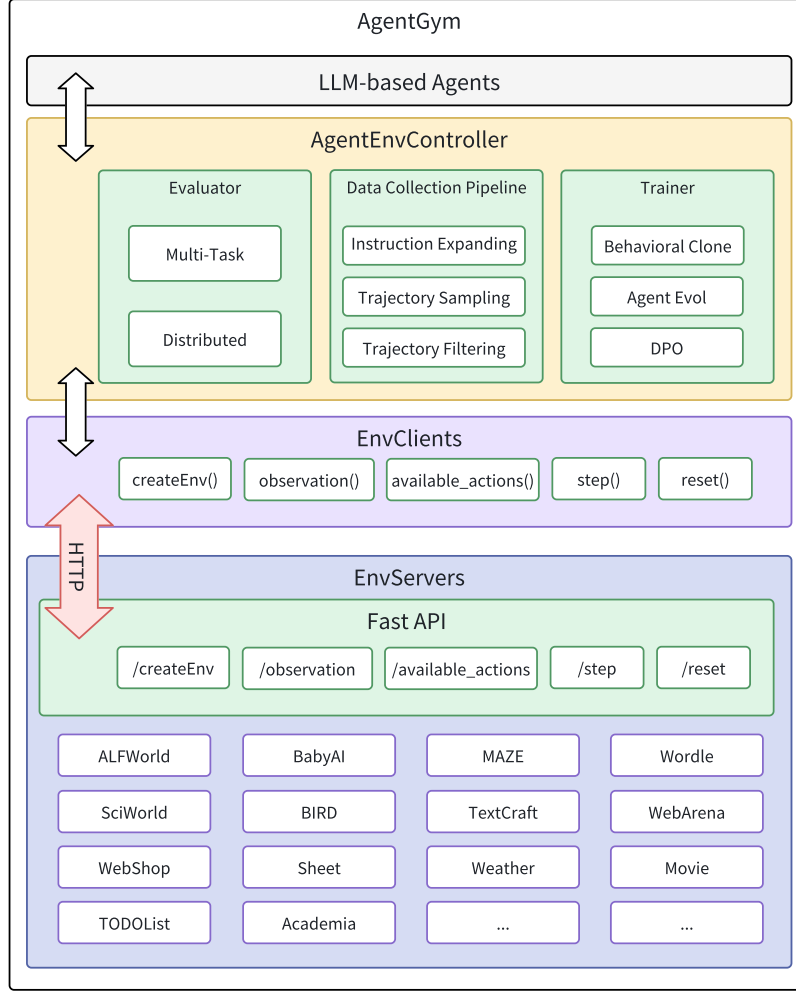 AgentGym
LLM-based Agents
AgentEnvController
Evaluator
Multi-Task
Distributed
Data Collection Pipeline
Instruction Expanding
Trajectory Sampling
Trajectory Filtering
Trainer
Behavioral Clone
Agent Evol
DPO
EnvClients
createEnv()
observation()
available_actions()
step()
reset()
HTTP
EnvServers
Fast API
/createEnv
/observation
/available_actions
/step
/reset
ALFWorld
BabyAI
MAZE
Wordle
SciWorld
BIRD
TextCraft
WebArena
WebShop
Sheet
Weather
Movie
TODOList
Academia
...
...